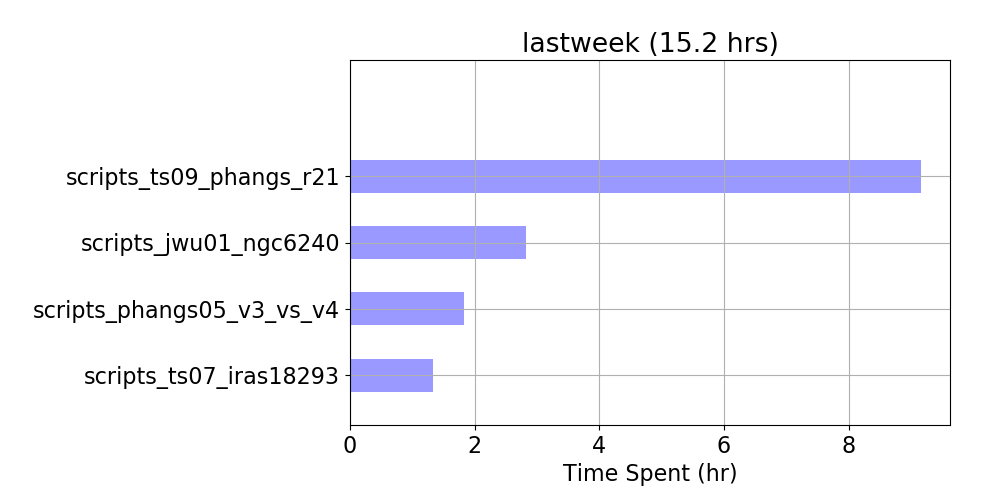 lastweek (15.2 hrs)
scripts_ts09_phangs_r21
scripts_jwu01_ngc6240
scripts_phangs05_v3_vs_v4
scripts_ts07_iras18293
0 2 4 6 8
Time Spent (hr)